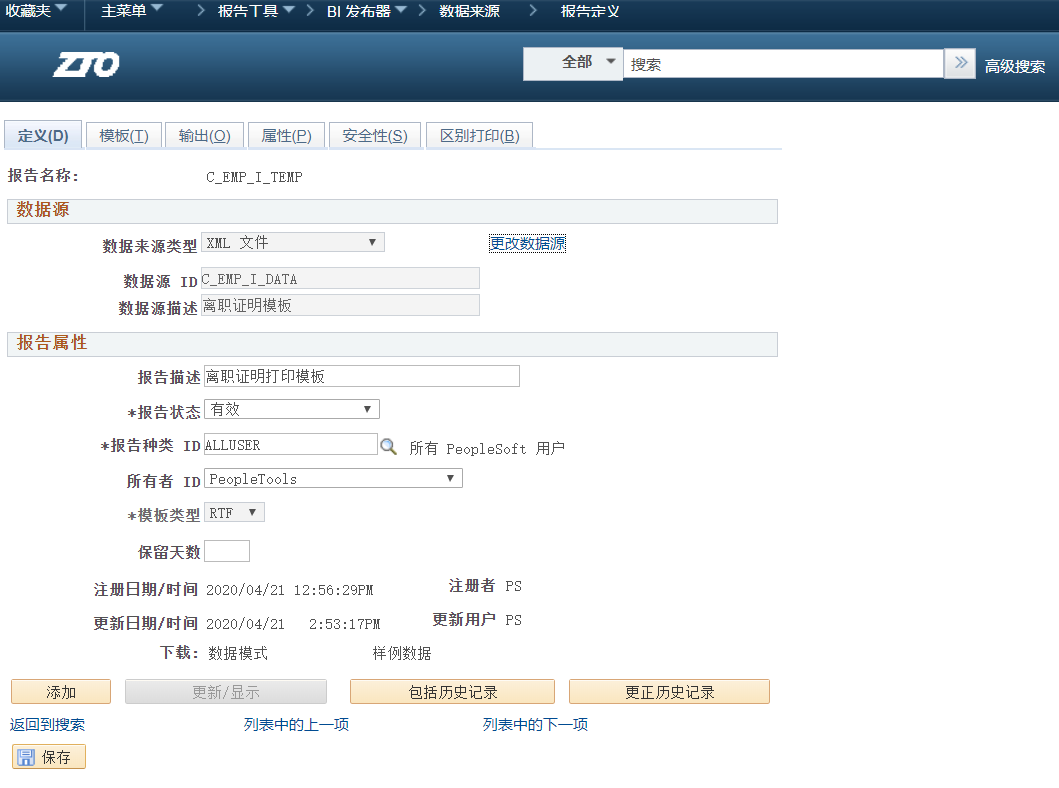 收藏夹 主菜单 报告工具 BI 发布器 数据来源 报告定义
ZTO 全部 搜索 » 高级搜索
定义(D) 模板(T) 输出(O) 属性(P) 安全性(S) 区别打印(B)
报告名称: C_EMP_I_TEMP
数据源
数据来源类型 XML 文件 更改数据源
数据源 ID C_EMP_I_DATA
数据源描述 离职证明模板
报告属性
报告描述 离职证明打印模板
*报告状态 有效
*报告种类 ID ALLUSER 所有 PeopleSoft 用户
所有者 ID PeopleTools
*模板类型 RTF
保留天数
注册日期/时间 2020/04/21 12:56:29PM 注册者 PS
更新日期/时间 2020/04/21 2:53:17PM 更新用户 PS
下载: 数据模式 样例数据
添加 更新/显示 包括历史记录 更正历史记录
返回到搜索 列表中的上一项 列表中的下一项
保存